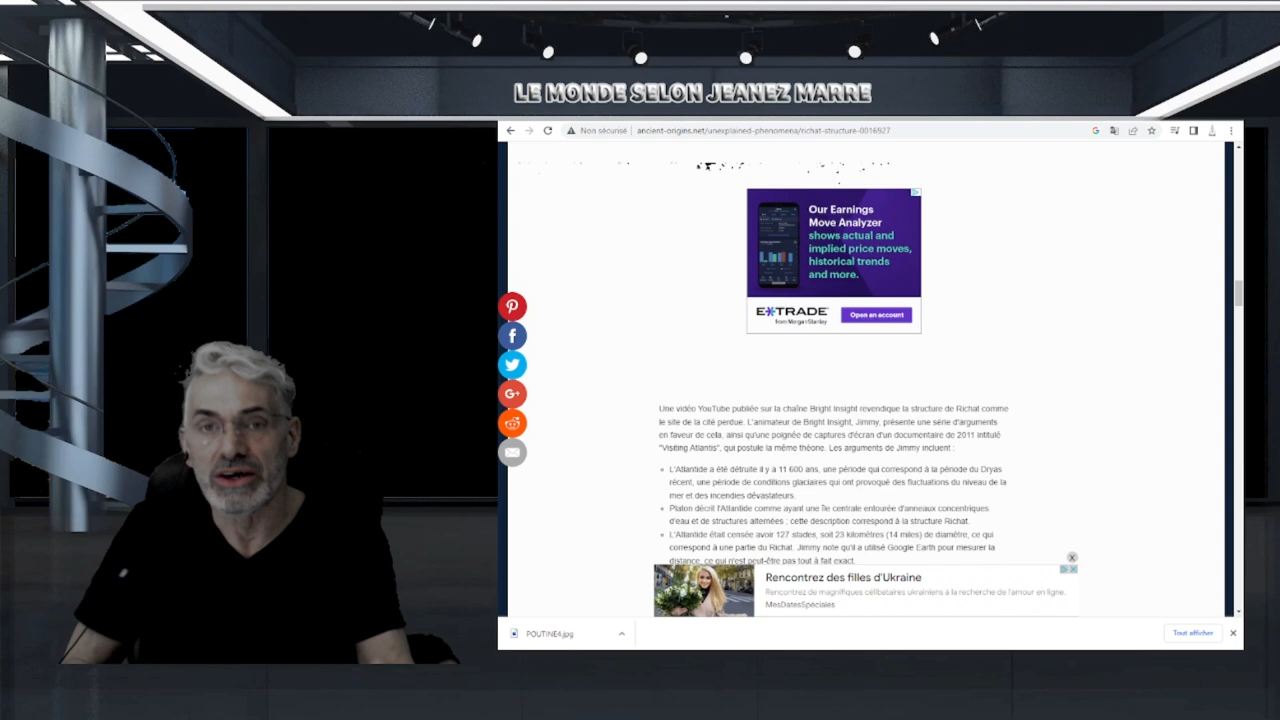 LE MONDE SELON JEANEZ MARRE
Non sécurisé
ancient-origins.net/unexplained-phenomena/richat-structure-0016927
Our Earnings
Move Analyzer
shows actual and
implied price moves,
historical trends
and more.
E*TRADE
from Morgan Stanley
Open an account
Une vidéo YouTube publiée sur la chaîne Bright Insight revendique la structure de Richat comme
le site de la cité perdue. L'animateur de Bright Insight, Jimmy, présente une série d'arguments
en faveur de cela, ainsi qu'une poignée de captures d'écran d'un documentaire de 2011 intitulé
"Visiting Atlantis", qui postule la même théorie. Les arguments de Jimmy incluent :
L'Atlantide a été détruite il y a 11 600 ans, une période qui correspond à la période du Dryas
récent, une période de conditions glaciaires qui ont provoqué des fluctuations du niveau de la
mer et des incendies dévastateurs.
Platon décrit l'Atlantide comme ayant une île centrale entourée d'anneaux concentriques
d'eau et de structures alternées ; cette description correspond à la structure Richat.
L'Atlantide était censée avoir 127 stades, soit 23 kilomètres (14 miles) de diamètre, ce qui
correspond à une partie du Richat. Jimmy note qu'il a utilisé Google Earth pour mesurer la
distance, ce qui n'est peut-être pas tout à fait exact.
Rencontrez des filles d'Ukraine
Rencontrez de magnifiques célibataires ukrainiens à la recherche de l'amour en ligne.
MesDatesSpéciales
POUTINE4.jpg
Tout afficher